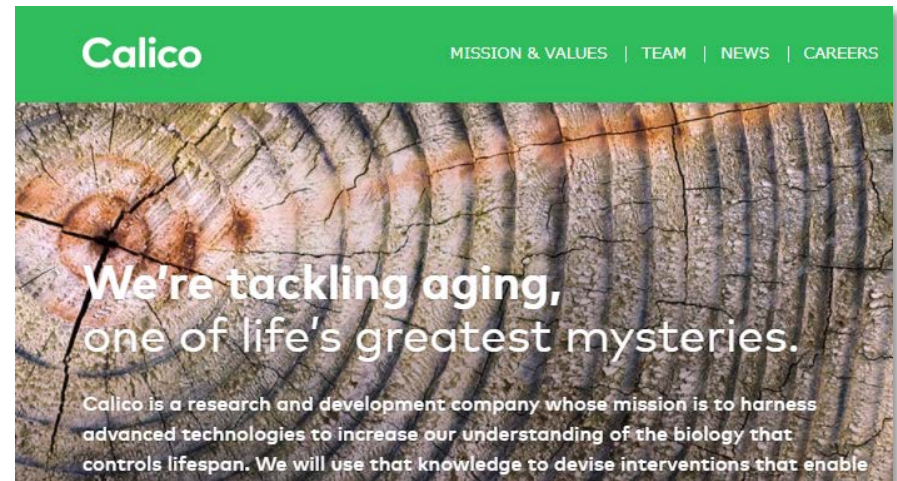 Calico
MISSION & VALUES | TEAM | NEWS | CAREERS
We're tackling aging,
one of life's greatest mysteries.
Calico is a research and development company whose mission is to harness
advanced technologies to increase our understanding of the biology that
controls lifespan. We will use that knowledge to devise interventions that enable